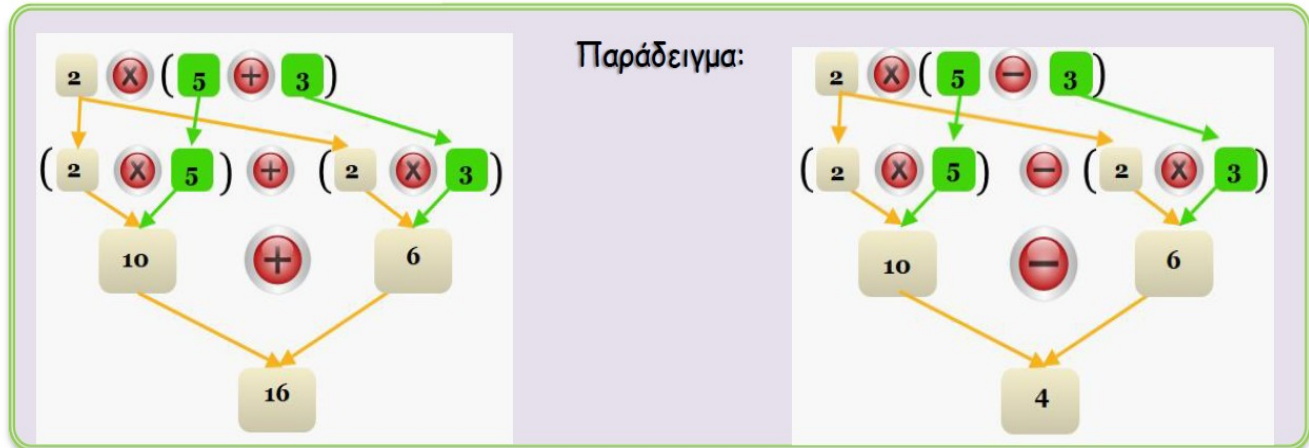 Παράδειγμα:
2 × ( 5 + 3 )
( 2 × 5 ) + ( 2 × 3 )
10 + 6
16
2 × ( 5 − 3 )
( 2 × 5 ) − ( 2 × 3 )
10 − 6
4